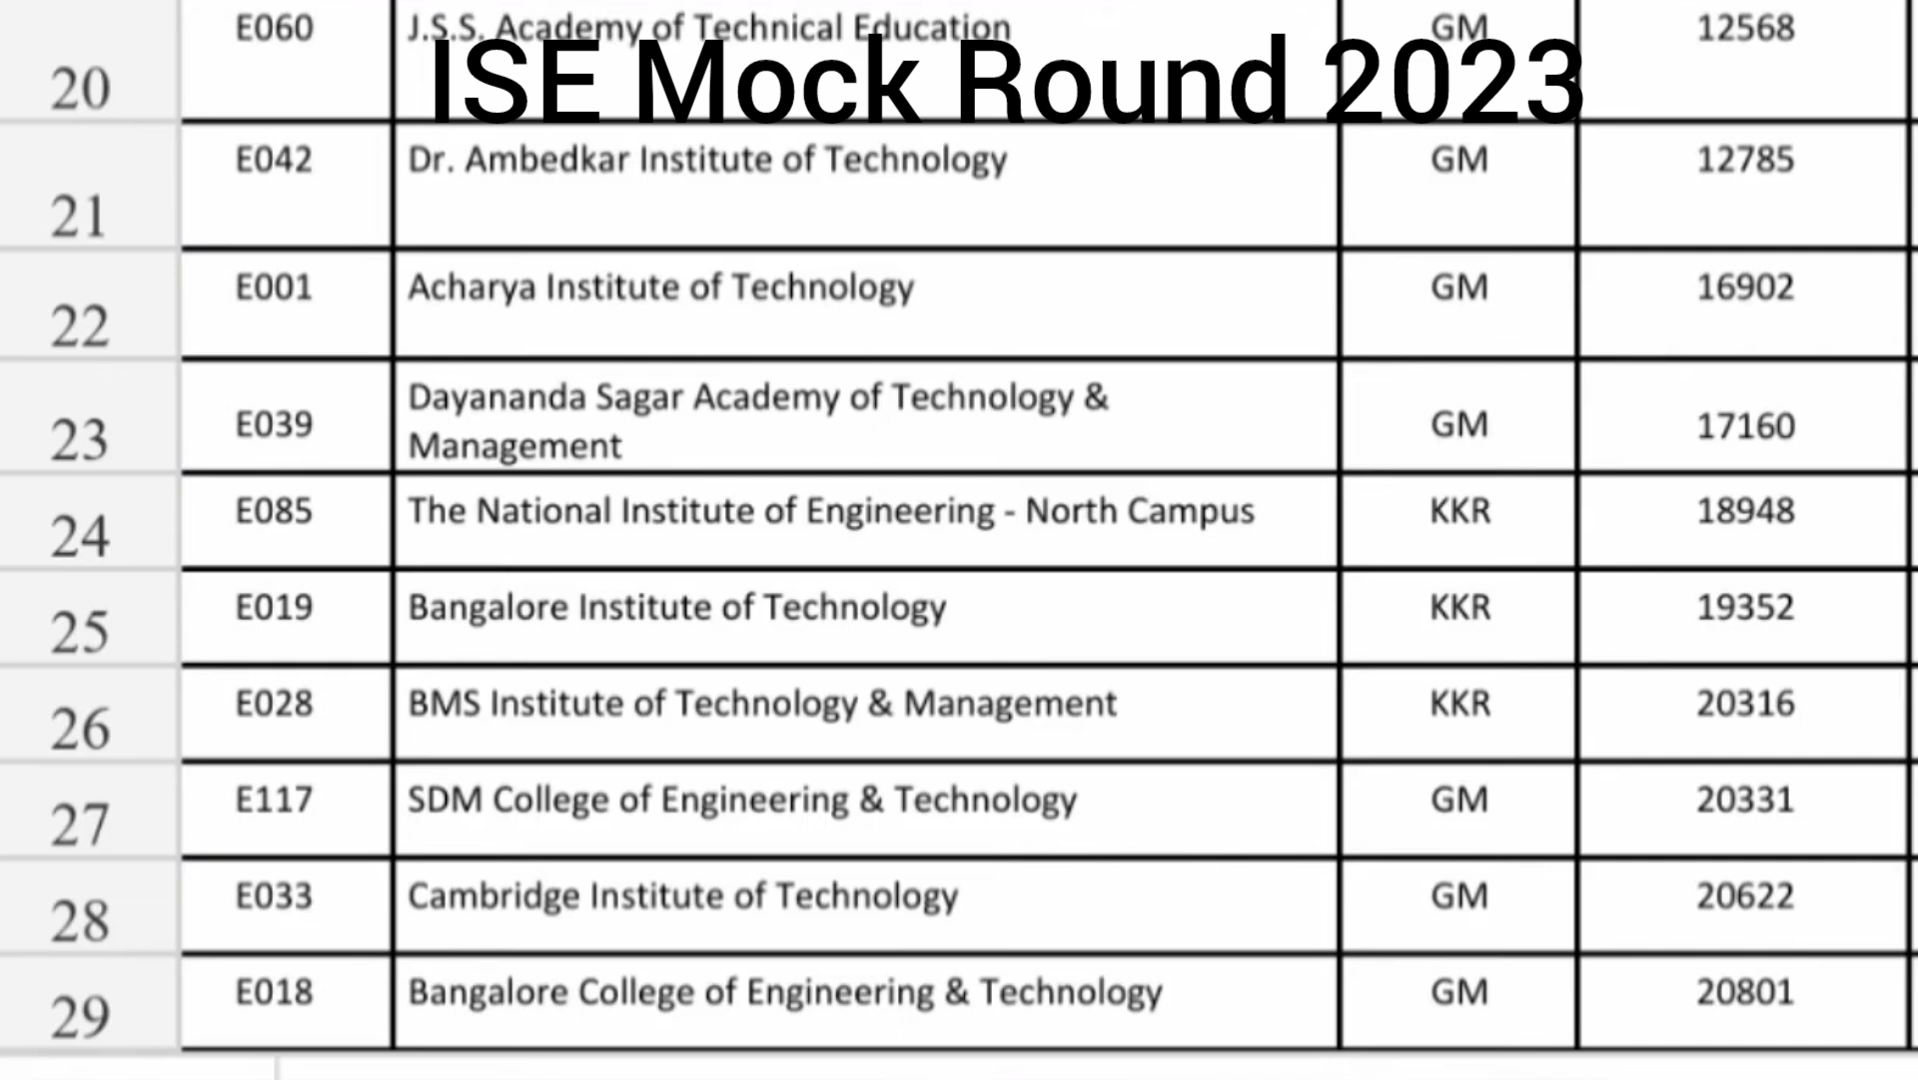 ISE Mock Round 2023
20 E060 J.S.S. Academy of Technical Education GM 12568
21 E042 Dr. Ambedkar Institute of Technology GM 12785
22 E001 Acharya Institute of Technology GM 16902
23 E039 Dayananda Sagar Academy of Technology &
Management GM 17160
24 E085 The National Institute of Engineering - North Campus KKR 18948
25 E019 Bangalore Institute of Technology KKR 19352
26 E028 BMS Institute of Technology & Management KKR 20316
27 E117 SDM College of Engineering & Technology GM 20331
28 E033 Cambridge Institute of Technology GM 20622
29 E018 Bangalore College of Engineering & Technology GM 20801